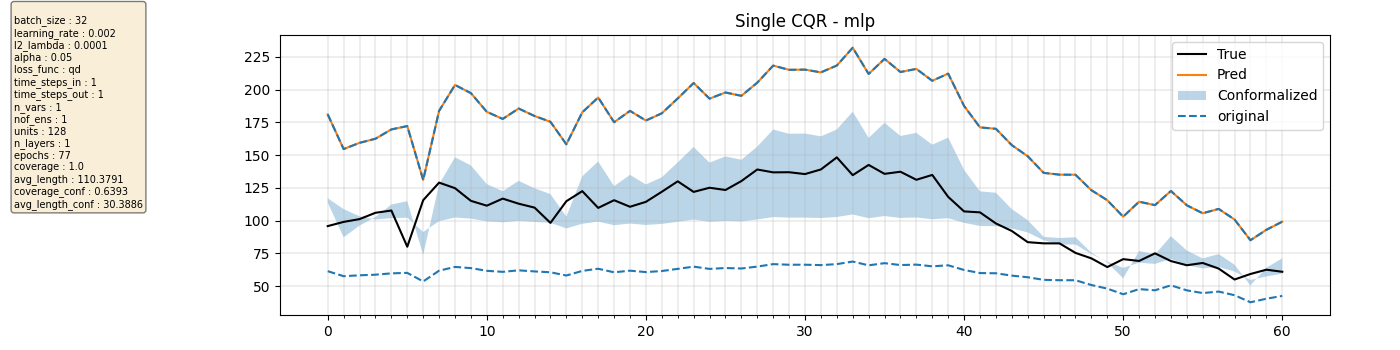 batch_size : 32
learning_rate : 0.002
l2_lambda : 0.0001
alpha : 0.05
loss_func : qd
time_steps_in : 1
time_steps_out : 1
n_vars : 1
nof_ens : 1
units : 128
n_layers : 1
epochs : 77
coverage : 1.0
avg_length : 110.3791
coverage_conf : 0.6393
avg_length_conf : 30.3886
Single CQR - mlp
225
200
175
150
125
100
75
50
0 10 20 30 40 50 60
True
Pred
Conformalized
original